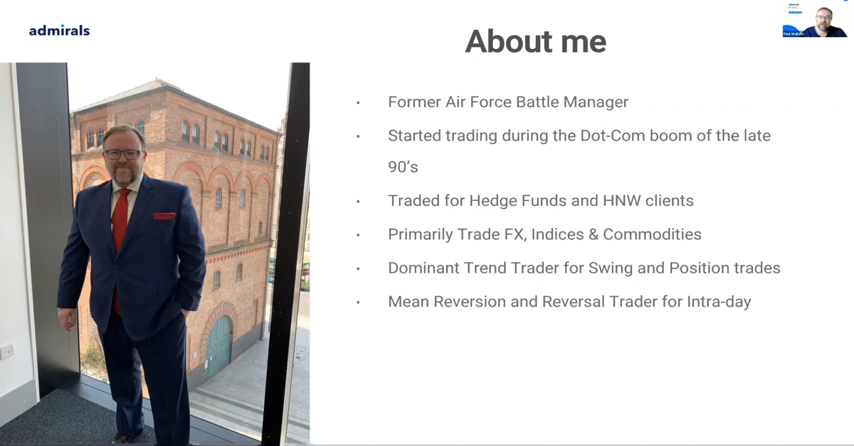 admirals
About me
• Former Air Force Battle Manager
• Started trading during the Dot-Com boom of the late
90's
• Traded for Hedge Funds and HNW clients
• Primarily Trade FX, Indices & Commodities
• Dominant Trend Trader for Swing and Position trades
• Mean Reversion and Reversal Trader for Intra-day